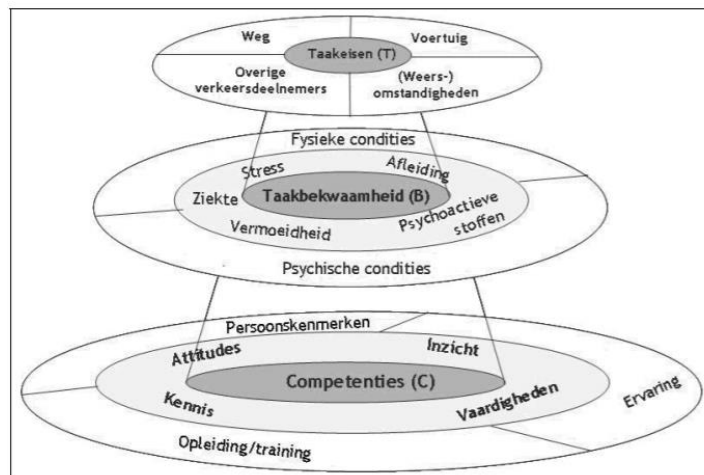 Weg
Voertuig
Taakeisen (T)
Overige
verkeersdeelnemers
(Weers-)
omstandigheden
Fysieke condities
Stress
Afleiding
Ziekte
Taakbekwaamheid (B)
Psychoactieve
stoffen
Vermoeidheid
Psychische condities
Persoonskenmerken
Attitudes
Inzicht
Competenties (C)
Kennis
Vaardigheden
Ervaring
Opleiding/training